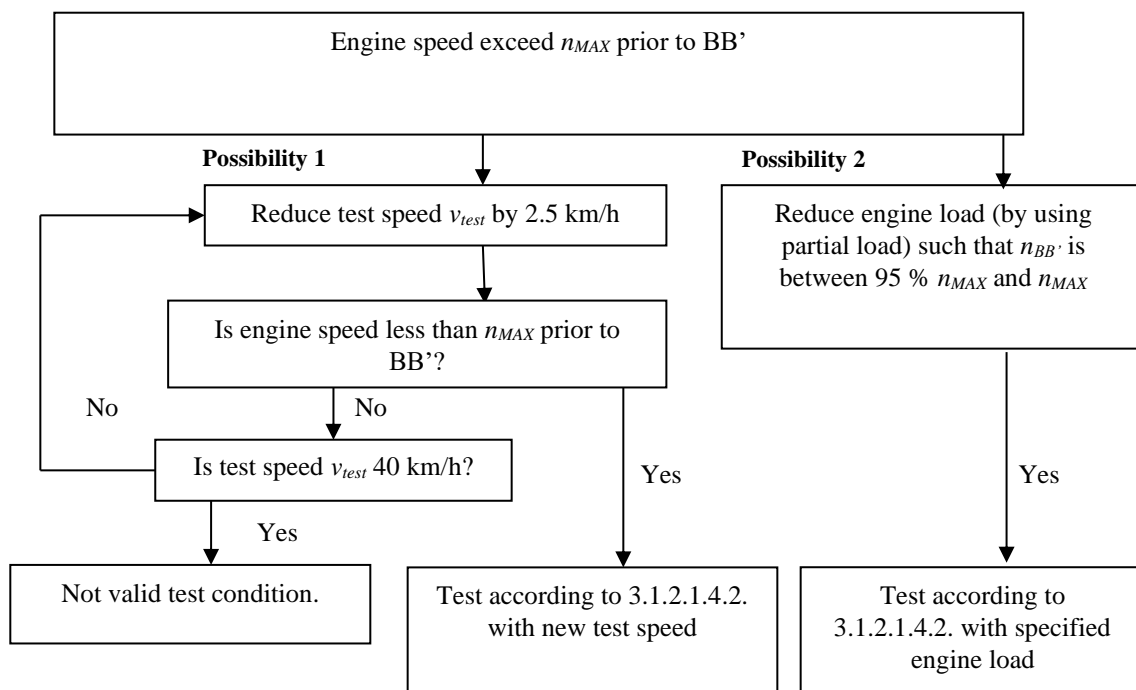 Engine speed exceed nMAX prior to BB’
Possibility 1
Possibility 2
Reduce test speed vtest by 2.5 km/h
Reduce engine load (by using
partial load) such that nBB’ is
between 95 % nMAX and nMAX
Is engine speed less than nMAX prior to
BB’?
No
No
Is test speed vtest 40 km/h?
Yes
Yes
Yes
Not valid test condition.
Test according to 3.1.2.1.4.2.
with new test speed
Test according to
3.1.2.1.4.2. with specified
engine load